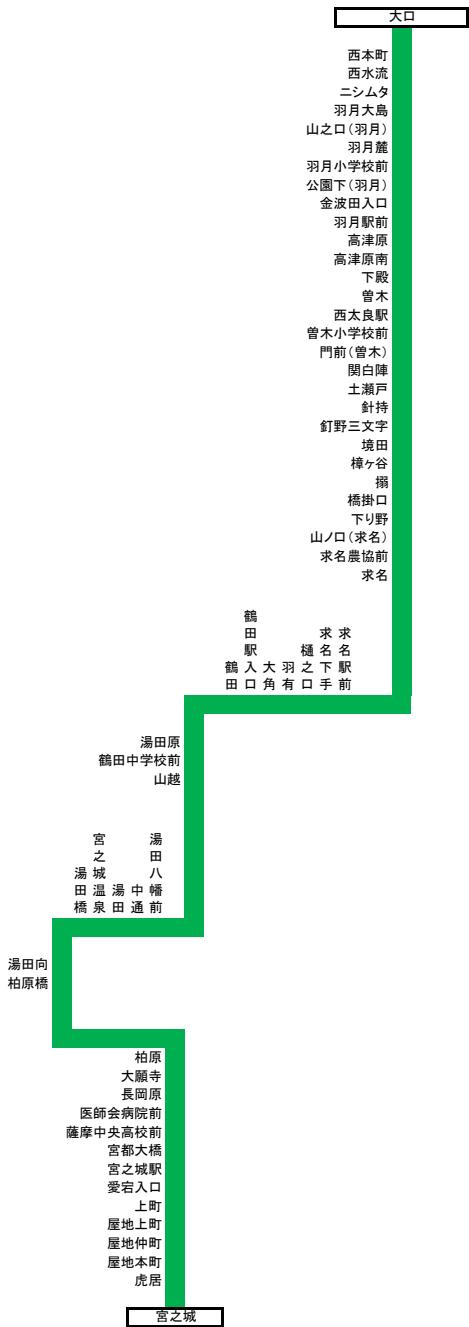 大口
西本町
西水流
ニシムタ
羽月大島
山之口（羽月）
羽月麓
羽月小学校前
公園下（羽月）
金波田入口
羽月駅前
高津原
高津原南
下殿
曽木
西太良駅
曽木小学校前
門前（曽木）
関白陣
土瀬戸
針持
釘野三文字
境田
樟ヶ谷
搦
橋掛口
下り野
山ノ口（求名）
求名農協前
求名
求名駅前
求名下手
樋之口
羽有
大角
鶴田駅入口
鶴田
湯田原
鶴田中学校前
山越
湯田八幡前
中通
湯田
宮之城温泉
湯田橋
湯田向
柏原橋
柏原
大願寺
長岡原
医師会病院前
薩摩中央高校前
宮都大橋
宮之城駅
愛宕入口
上町
屋地上町
屋地仲町
屋地本町
虎居
宮之城